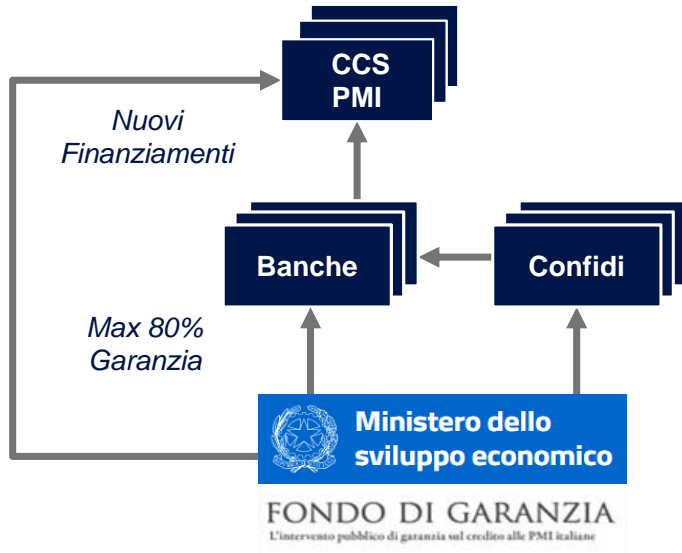 CCS
PMI
Nuovi
Finanziamenti
Banche
Confidi
Max 80%
Garanzia
Ministero dello
sviluppo economico
FONDO DI GARANZIA
L'intervento pubblico di garanzia sul credito alle PMI italiane